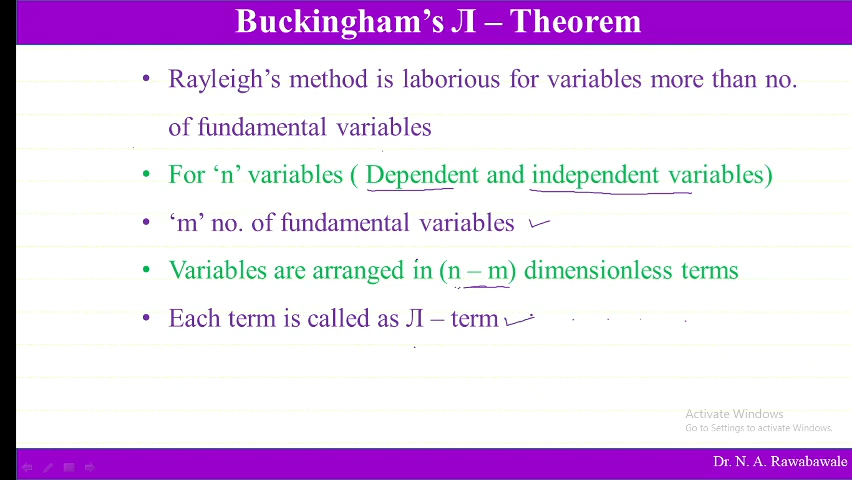 Buckingham’s Л – Theorem
• Rayleigh’s method is laborious for variables more than no.
of fundamental variables
• For ‘n’ variables ( Dependent and independent variables)
• ‘m’ no. of fundamental variables
• Variables are arranged in (n – m) dimensionless terms
• Each term is called as Л – term
Activate Windows
Go to Settings to activate Windows.
Dr. N. A. Rawabawale